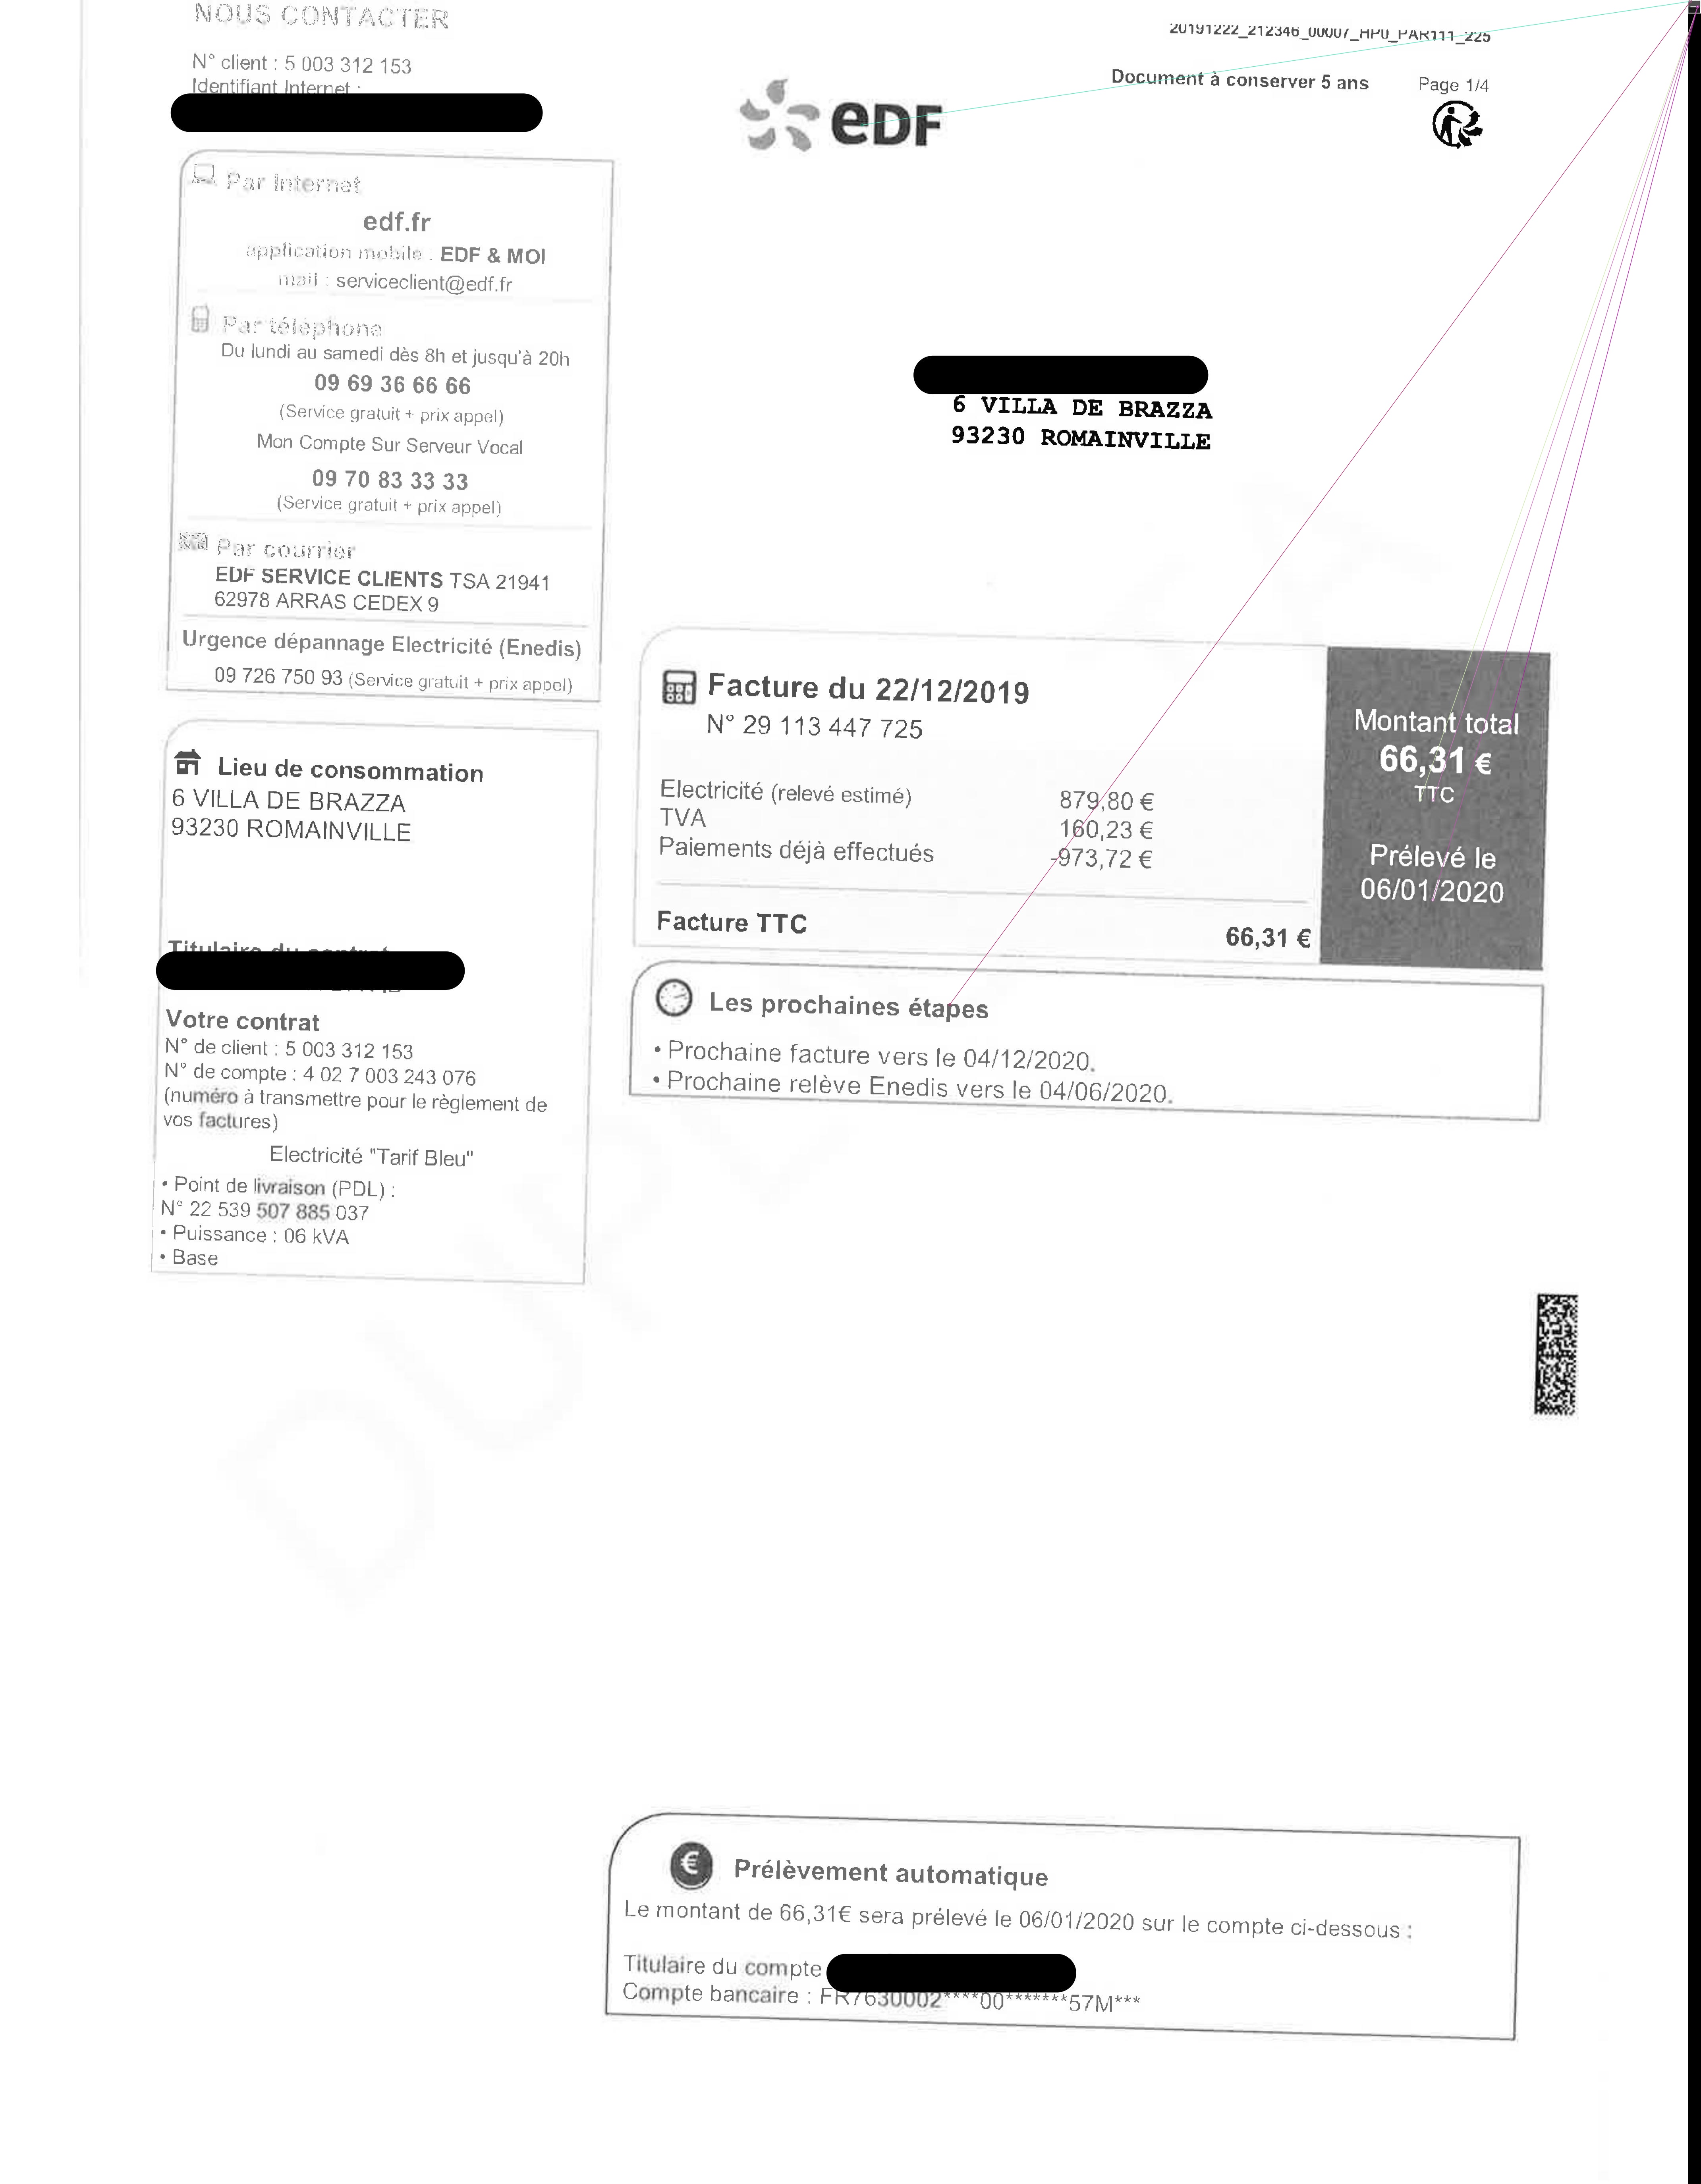 NOUS CONTACTER
N° client : 5 003 312 153
Identifiant Internet :
20191222_212346_00007_HP0_PAR111_225
Document à conserver 5 ans
Page 1/4
eDF
Par Internet
edf.fr
application mobile : EDF & MOI
mail : serviceclient@edf.fr
Par téléphone
Du lundi au samedi dès 8h et jusqu'à 20h
09 69 36 66 66
(Service gratuit + prix appel)
Mon Compte Sur Serveur Vocal
09 70 83 33 33
(Service gratuit + prix appel)
Par courrier
EDF SERVICE CLIENTS TSA 21941
62978 ARRAS CEDEX 9
Urgence dépannage Electricité (Enedis)
09 726 750 93 (Service gratuit + prix appel)
6 VILLA DE BRAZZA
93230 ROMAINVILLE
Lieu de consommation
6 VILLA DE BRAZZA
93230 ROMAINVILLE
Titulaire du contrat
Votre contrat
N° de client : 5 003 312 153
N° de compte : 4 02 7 003 243 076
(numéro à transmettre pour le règlement de
vos factures)
Electricité "Tarif Bleu"
• Point de livraison (PDL) :
N° 22 539 507 885 037
• Puissance : 06 kVA
• Base
Facture du 22/12/2019
N° 29 113 447 725
Electricité (relevé estimé) 879,80 €
TVA 160,23 €
Paiements déjà effectués -973,72 €
Facture TTC 66,31 €
Montant total
66,31 €
TTC
Prélevé le
06/01/2020
Les prochaines étapes
• Prochaine facture vers le 04/12/2020.
• Prochaine relève Enedis vers le 04/06/2020.
Prélèvement automatique
Le montant de 66,31€ sera prélevé le 06/01/2020 sur le compte ci-dessous :
Titulaire du compte
Compte bancaire : FR7630002****00*******57M***